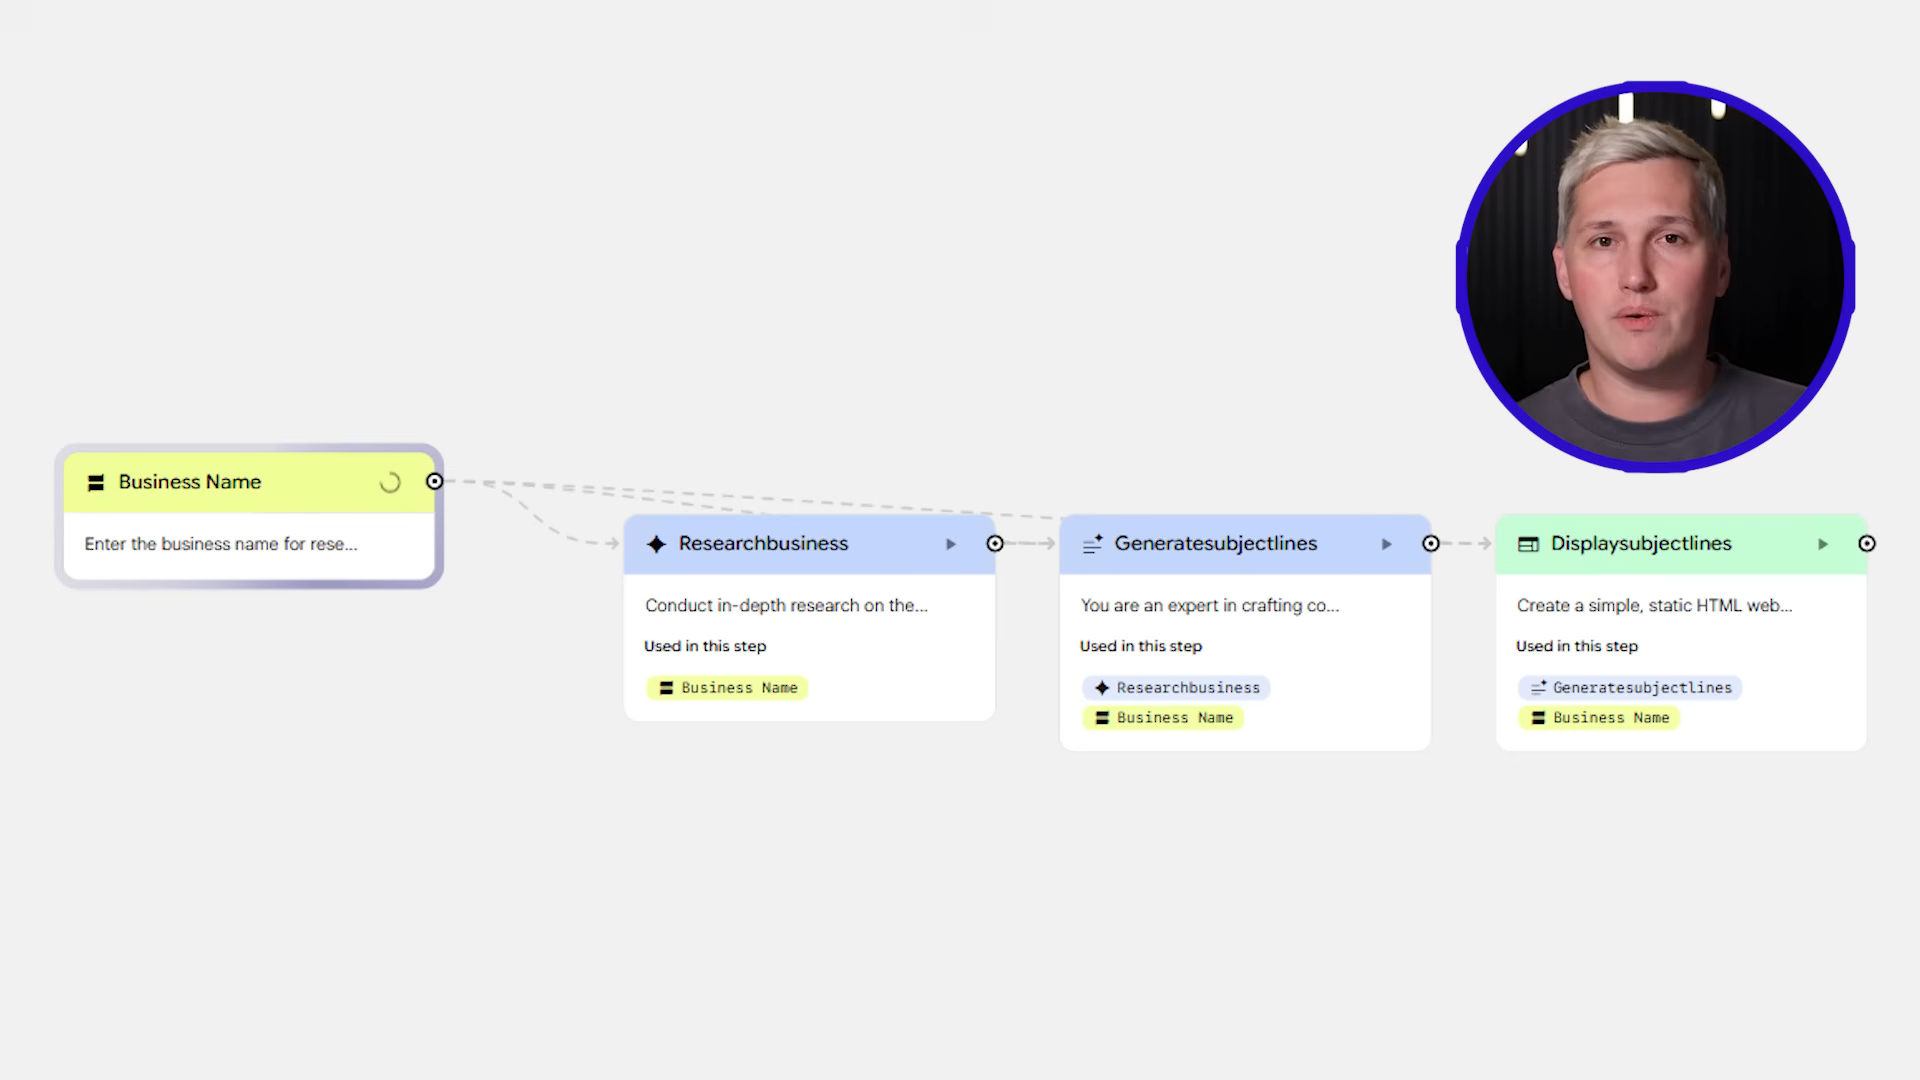 Business Name
Enter the business name for rese...
Researchbusiness
Conduct in-depth research on the...
Used in this step
Business Name
Generatesubjectlines
You are an expert in crafting co...
Used in this step
Researchbusiness
Business Name
Displaysubjectlines
Create a simple, static HTML web...
Used in this step
Generatesubjectlines
Business Name